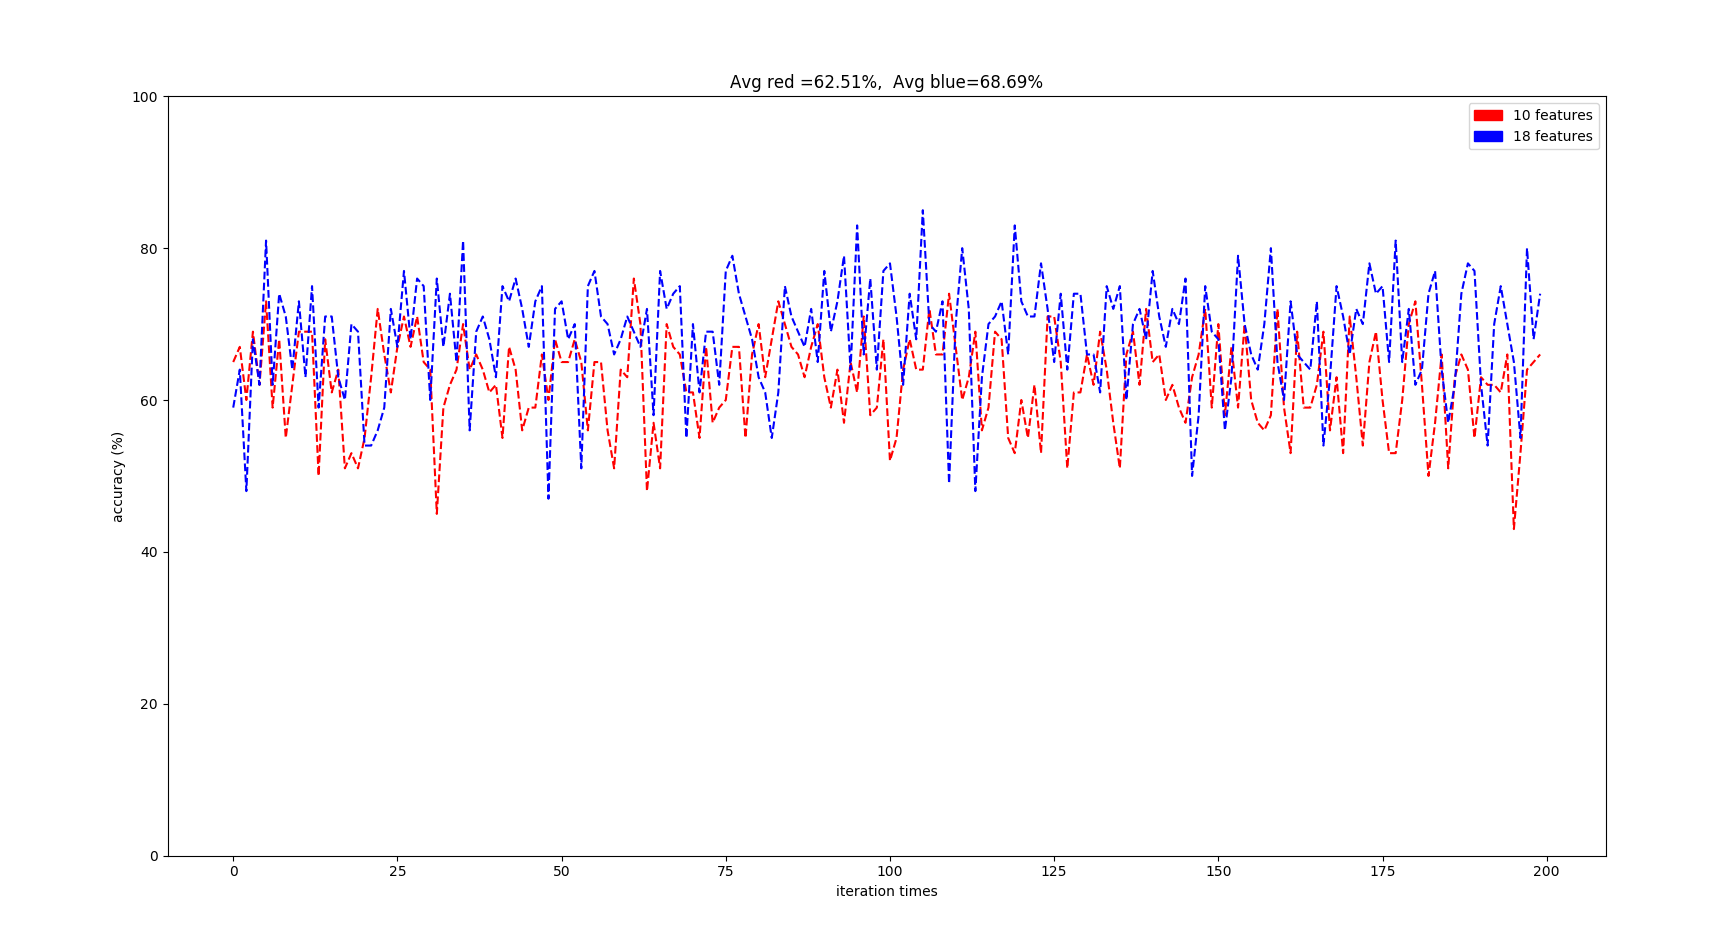 Avg red =62.51%,  Avg blue=68.69%
100
80
60
40
20
0
accuracy (%)
10 features
18 features
0 25 50 75 100 125 150 175 200
iteration times